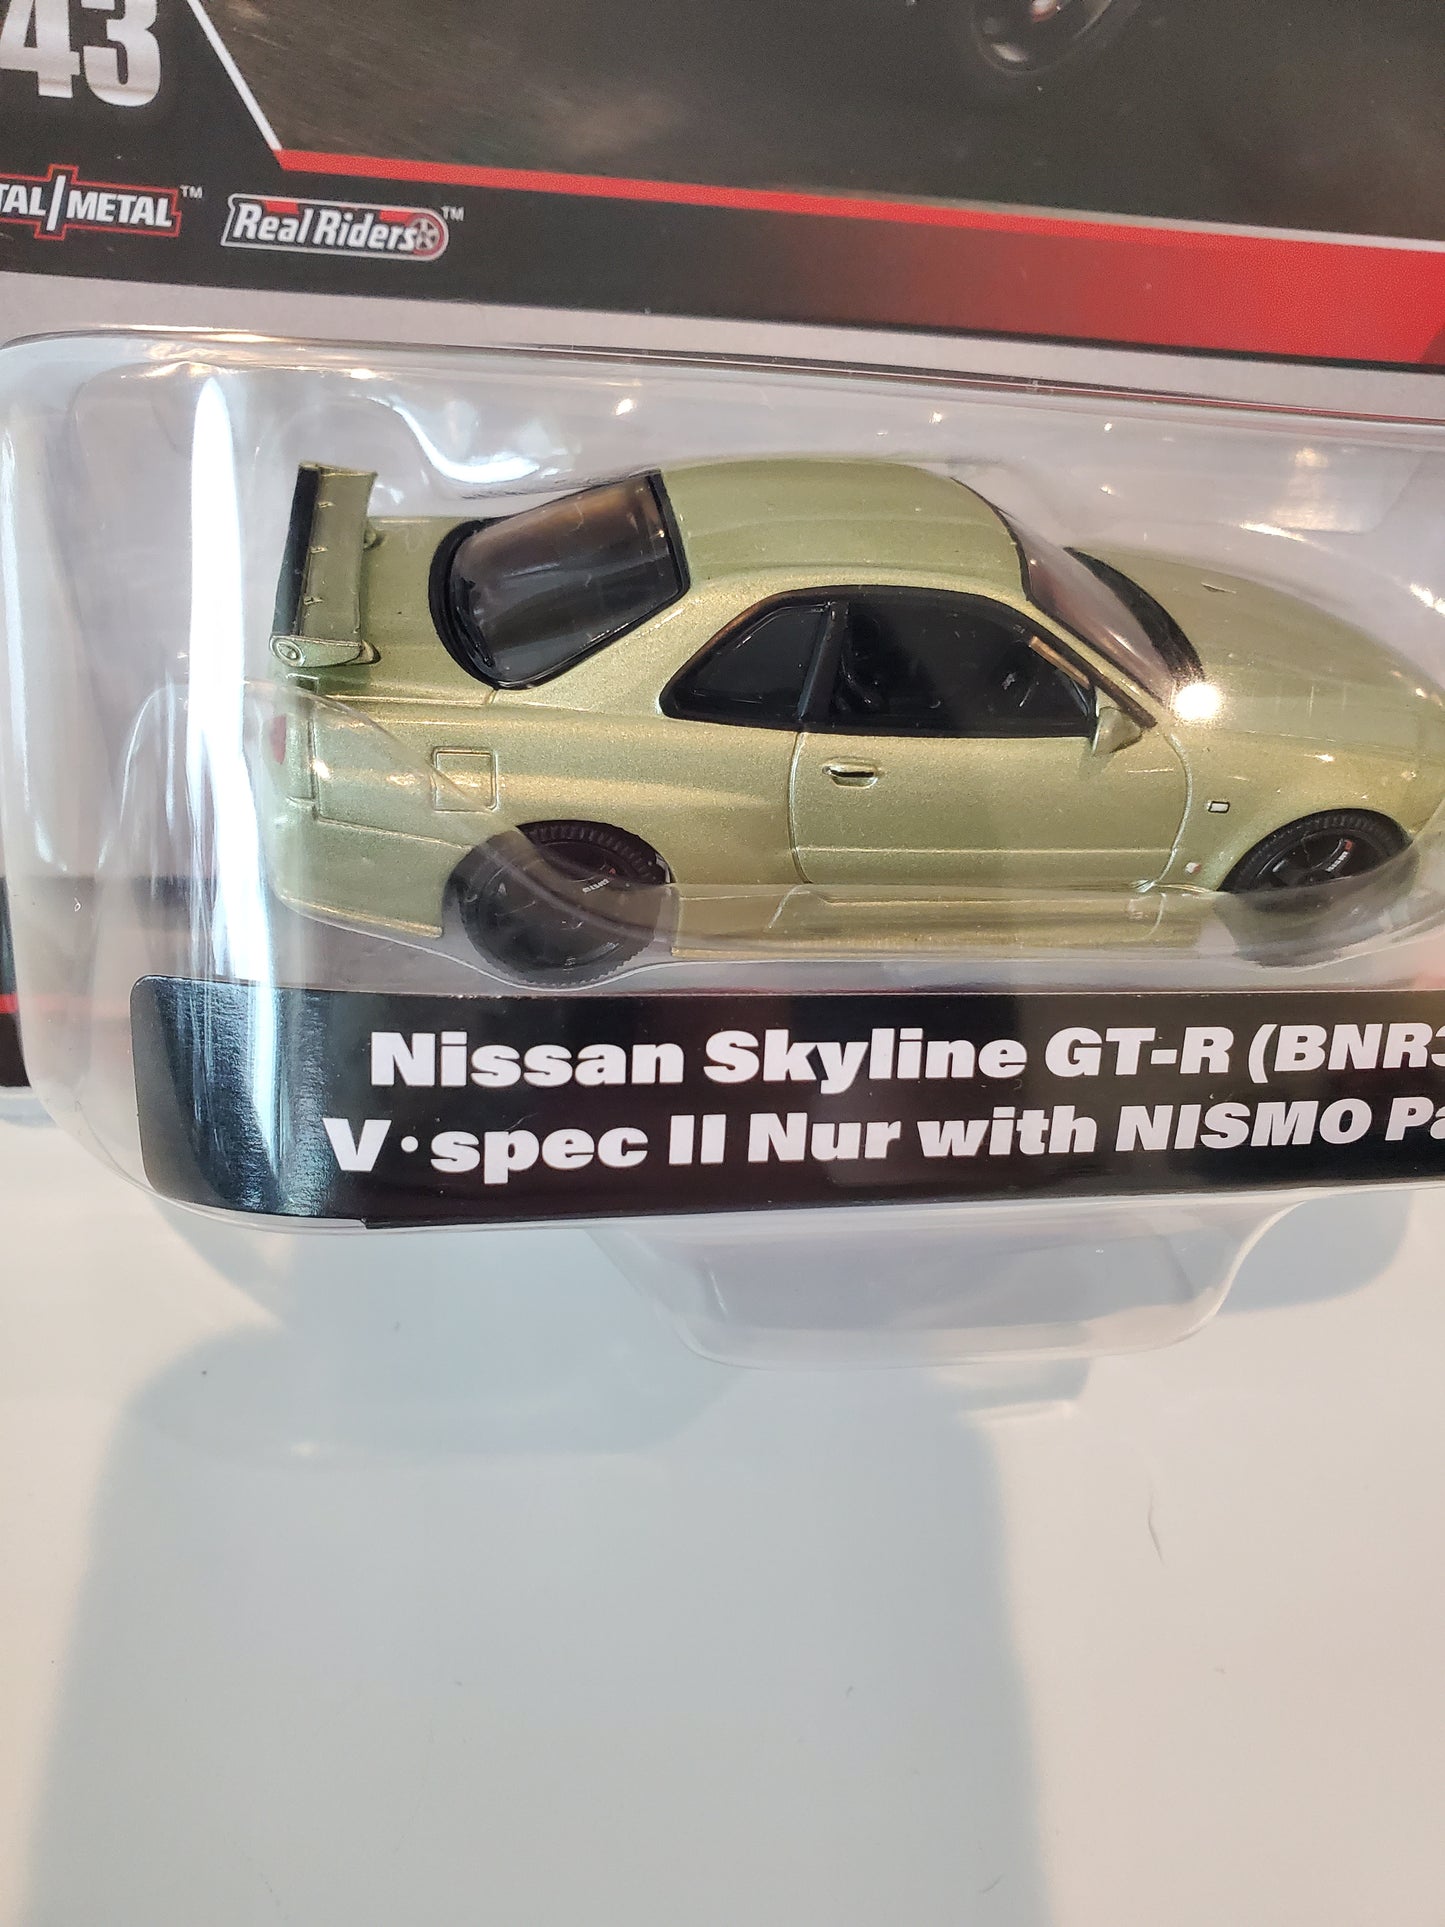 43
TAL/METAL™
Real Riders™
Nissan Skyline GT-R (BNR3
V·spec II Nur with NISMO Pa